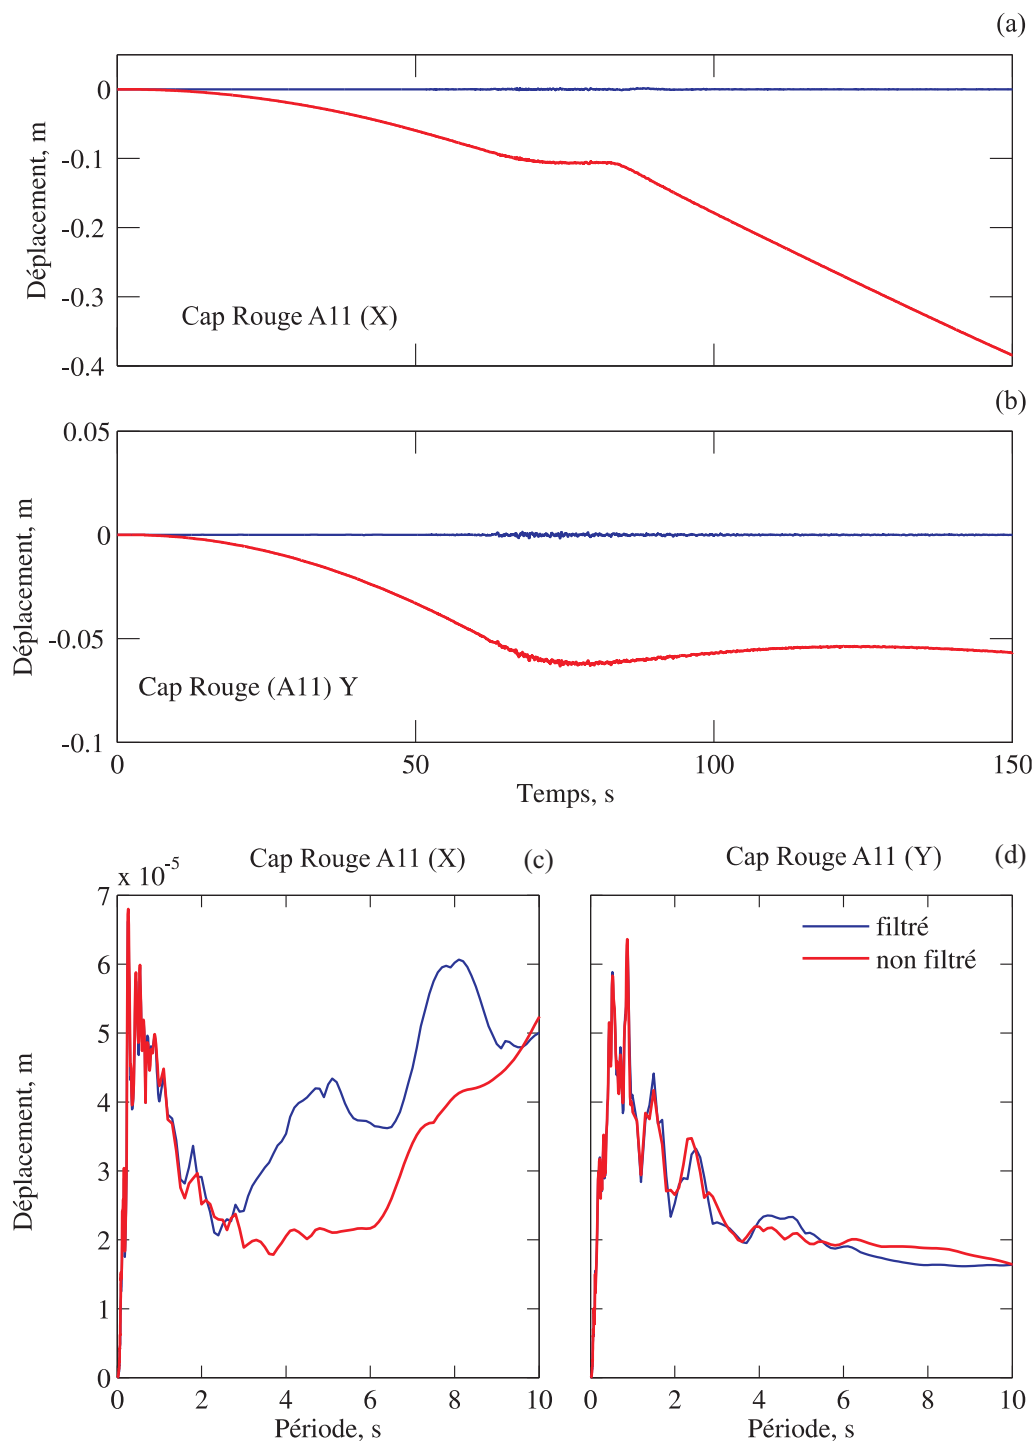 (a)
0
-0.1
-0.2
-0.3
-0.4
Déplacement, m
Cap Rouge A11 (X)
(b)
0.05
0
-0.05
-0.1
Déplacement, m
Cap Rouge (A11) Y
0 50 100 150
Temps, s
Cap Rouge A11 (X) (c)
Cap Rouge A11 (Y) (d)
x 10-5
7
6
5
4
3
2
1
0
Déplacement, m
filtré
non filtré
0 2 4 6 8 10
0 2 4 6 8 10
Période, s
Période, s